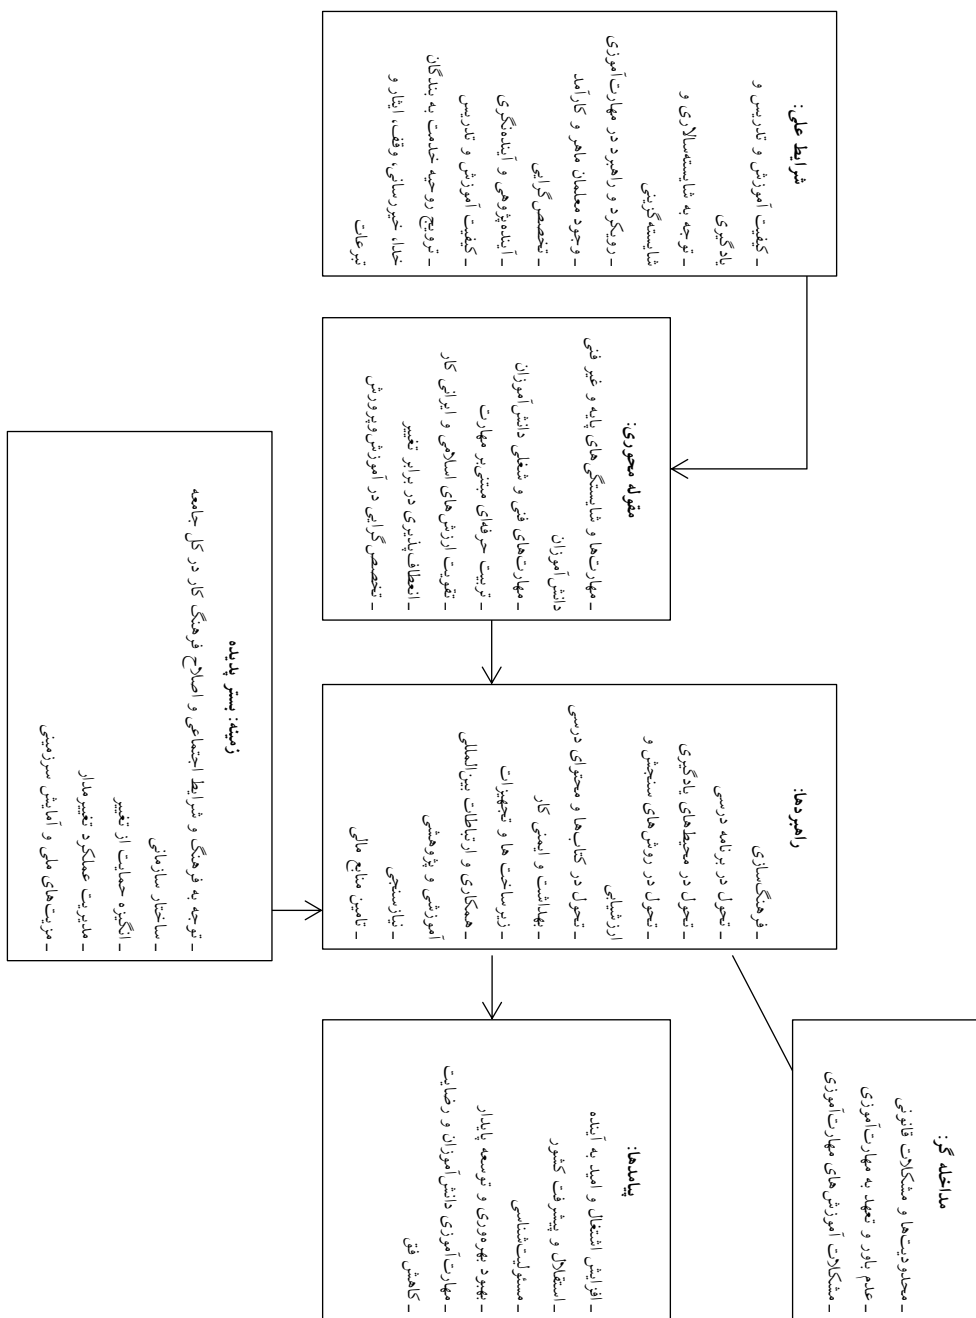 شرایط علی:
ـ کیفیت آموزش و تدریس و
یادگیری
ـ توجه به شایسته‌سالاری و
شایسته‌گزینی
ـ رویکرد و راهبرد در مهارت‌آموزی
ـ وجود معلمان ماهر و کارآمد
ـ تخصص‌گرایی
ـ آینده‌پژوهی و آینده‌نگری
ـ کیفیت آموزش و تدریس
ـ ترویج روحیه خدمت به بندگان
خدا، خیررسانی، وقف، ایثار و
تبرعات
مقوله محوری:
ـ مهارت‌ها و شایستگی‌های پایه و غیر فنی
دانش‌آموزان
ـ مهارت‌های فنی و شغلی دانش‌آموزان
ـ تربیت حرفه‌ای مبتنی‌بر مهارت
ـ تقویت ارزش‌های اسلامی و ایرانی کار
ـ انعطاف‌پذیری در برابر تغییر
ـ تخصص‌گرایی در آموزش‌وپرورش
زمینه: بستر پدیده
ـ توجه به فرهنگ و شرایط اجتماعی و اصلاح فرهنگ کار در کل جامعه
ـ ساختار سازمانی
ـ انگیزه حمایت از تغییر
ـ مدیریت عملکرد تغییرمدار
ـ مزیت‌های ملی و آمایش سرزمینی
راهبردها:
ـ فرهنگ‌سازی
ـ تحول در برنامه درسی
ـ تحول در محیط‌های یادگیری
ـ تحول در روش‌های سنجش و
ارزشیابی
ـ تحول در کتاب‌ها و محتوای درسی
ـ بهداشت و ایمنی کار
ـ زیرساخت ها و تجهیزات
ـ همکاری و ارتباطات بین‌المللی
آموزشی و پژوهشی
ـ نیازسنجی
ـ تامین منابع مالی
مداخله گر:
ـ محدودیت‌ها و مشکلات قانونی
ـ عدم باور و تعهد به مهارت‌آموزی
ـ مشکلات آموزش‌های مهارت‌آموزی
پیامدها:
ـ افزایش اشتغال و امید به آینده
ـ استقلال و پیشرفت کشور
مسئولیت‌شناسی
ـ بهبود بهره‌وری و توسعه پایدار
ـ مهارت‌آموزی دانش‌آموزان و رضایت
ـ کاهش فق